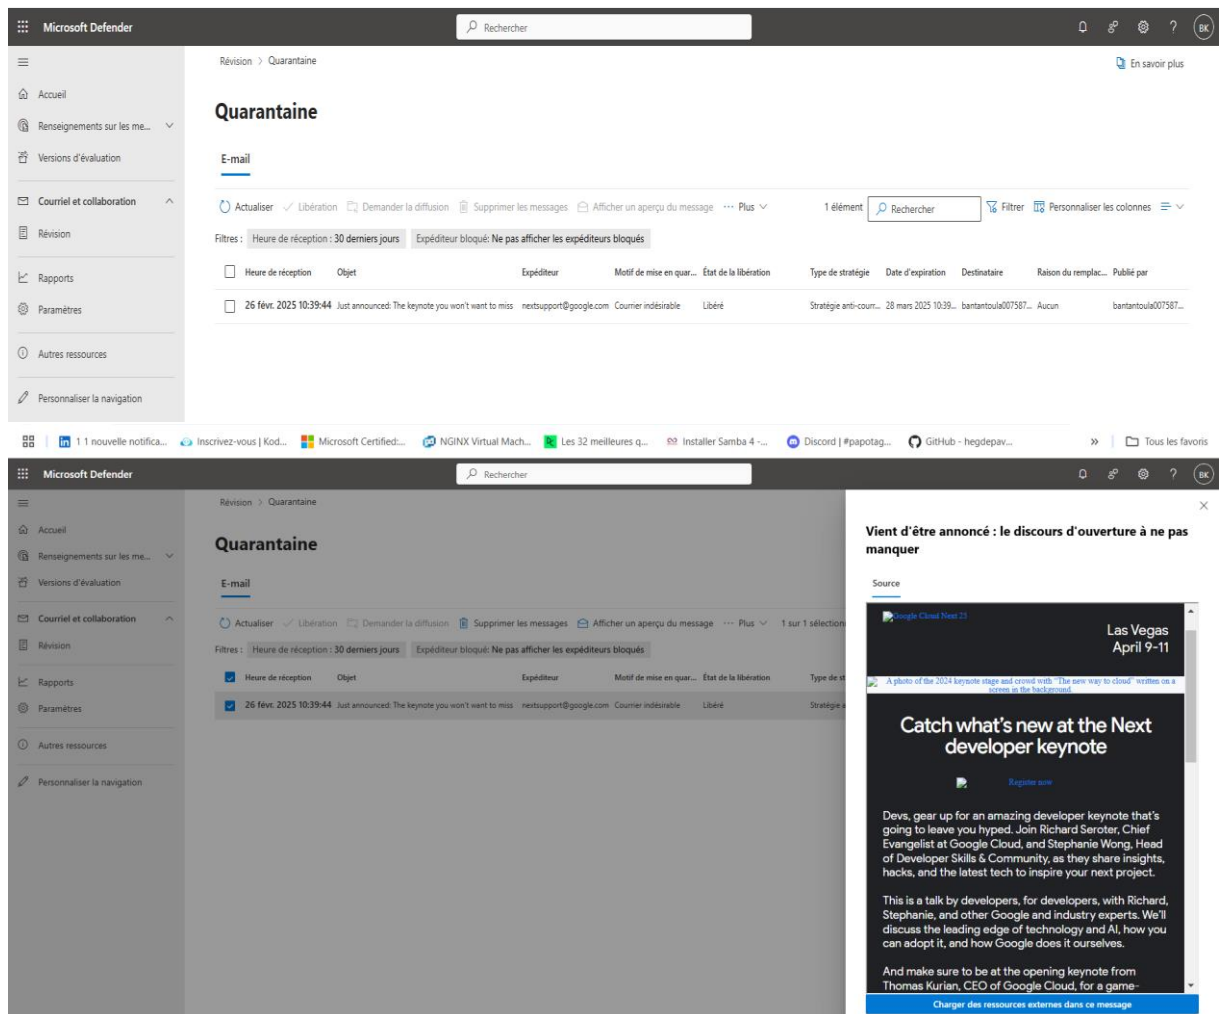 Microsoft Defender
Rechercher
BK
Révision > Quarantaine
En savoir plus
Accueil
Quarantaine
Renseignements sur les me...
Versions d'évaluation
E-mail
Courriel et collaboration
Actualiser Libération Demander la diffusion Supprimer les messages Afficher un aperçu du message ··· Plus 1 élément Rechercher Filtrer Personnaliser les colonnes
Révision
Filtres : Heure de réception : 30 derniers jours Expéditeur bloqué: Ne pas afficher les expéditeurs bloqués
Rapports
Heure de réception Objet Expéditeur Motif de mise en quar... État de la libération Type de stratégie Date d'expiration Destinataire Raison du remplac... Publié par
Paramètres
26 févr. 2025 10:39:44 Just announced: The keynote you won't want to miss nextsupport@google.com Courrier indésirable Libéré Stratégie anti-courr... 28 mars 2025 10:39... bantantoula007587... Aucun bantantoula007587...
Autres ressources
Personnaliser la navigation
1 1 nouvelle notifica... Inscrivez-vous | Kod... Microsoft Certified:... NGINX Virtual Mach... Les 32 meilleures q... Installer Samba 4 -... Discord | #papotag... GitHub - hegdepav... » Tous les favoris
Microsoft Defender
Rechercher
BK
Révision > Quarantaine
Accueil
Quarantaine
Renseignements sur les me...
Versions d'évaluation
E-mail
Courriel et collaboration
Actualiser Libération Demander la diffusion Supprimer les messages Afficher un aperçu du message ··· Plus 1 sur 1 sélection
Révision
Filtres : Heure de réception : 30 derniers jours Expéditeur bloqué: Ne pas afficher les expéditeurs bloqués
Rapports
Heure de réception Objet Expéditeur Motif de mise en quar... État de la libération Type de st
Paramètres
26 févr. 2025 10:39:44 Just announced: The keynote you won't want to miss nextsupport@google.com Courrier indésirable Libéré Stratégie a
Autres ressources
Personnaliser la navigation
Vient d'être annoncé : le discours d'ouverture à ne pas
manquer
Source
Google Cloud Next 25
Las Vegas
April 9-11
A photo of the 2024 keynote stage and crowd with "The new way to cloud" written on a
screen in the background.
Catch what's new at the Next
developer keynote
Register now
Devs, gear up for an amazing developer keynote that's
going to leave you hyped. Join Richard Seroter, Chief
Evangelist at Google Cloud, and Stephanie Wong, Head
of Developer Skills & Community, as they share insights,
hacks, and the latest tech to inspire your next project.
This is a talk by developers, for developers, with Richard,
Stephanie, and other Google and industry experts. We'll
discuss the leading edge of technology and AI, how you
can adopt it, and how Google does it ourselves.
And make sure to be at the opening keynote from
Thomas Kurian, CEO of Google Cloud, for a game-
Charger des ressources externes dans ce message